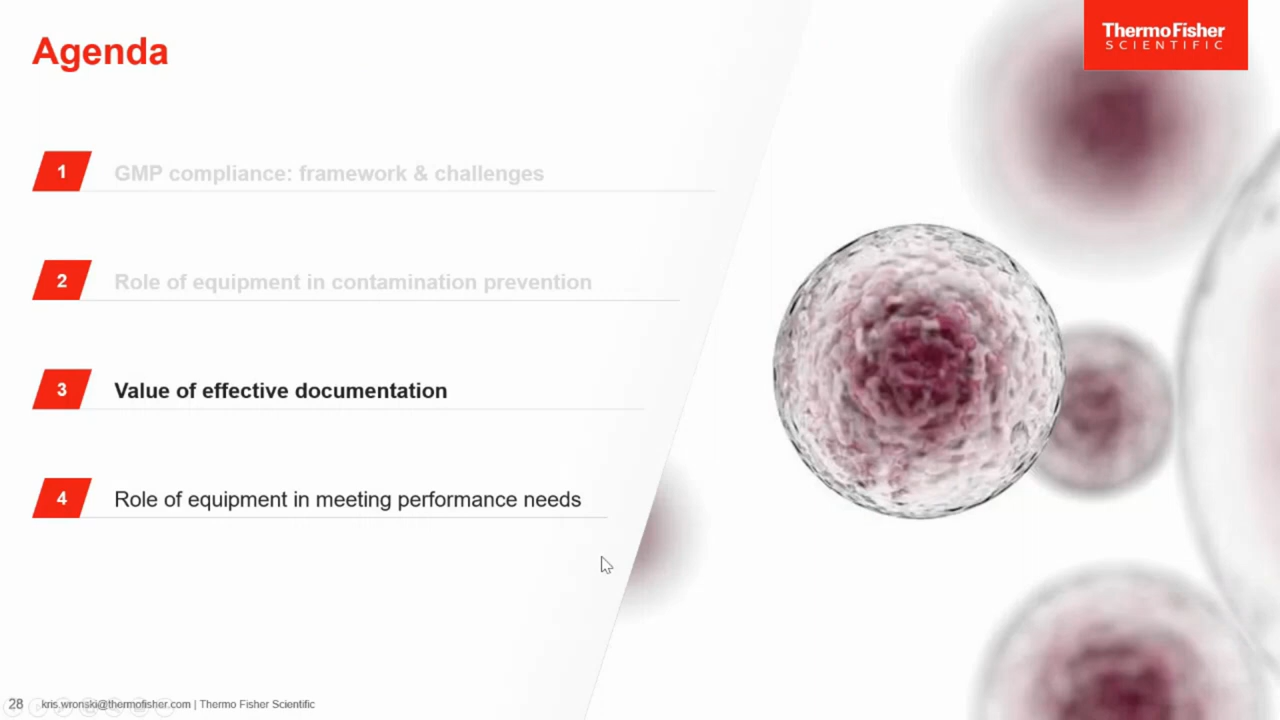 Agenda
ThermoFisher
SCIENTIFIC
1 GMP compliance: framework & challenges
2 Role of equipment in contamination prevention
3 Value of effective documentation
4 Role of equipment in meeting performance needs
28 kris.wronski@thermofisher.com | Thermo Fisher Scientific